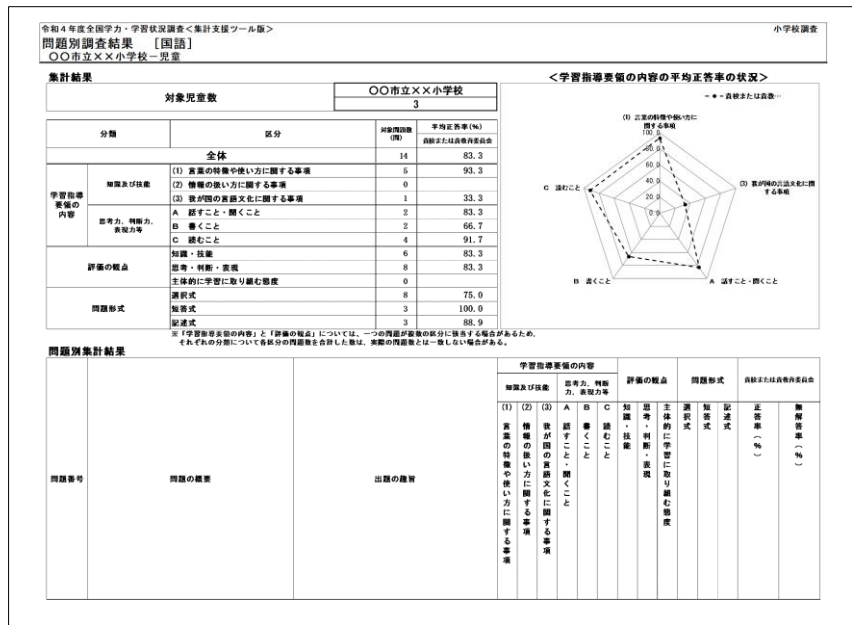 令和４年度全国学力・学習状況調査＜集計支援ツール版＞
小学校調査
問題別調査結果　［国語］
○○市立××小学校－児童
集計結果
対象児童数
○○市立××小学校
3
分類
区分
対象問題数(問)
平均正答率(%)
貴校または貴教育委員会
全体 14 83.3
学習指導要領の内容
知識及び技能
(1) 言葉の特徴や使い方に関する事項 5 93.3
(2) 情報の扱い方に関する事項 0
(3) 我が国の言語文化に関する事項 1 33.3
思考力，判断力，表現力等
A 話すこと・聞くこと 2 83.3
B 書くこと 2 66.7
C 読むこと 4 91.7
評価の観点
知識・技能 6 83.3
思考・判断・表現 8 83.3
主体的に学習に取り組む態度 0
問題形式
選択式 8 75.0
短答式 3 100.0
記述式 3 88.9
※「学習指導要領の内容」と「評価の観点」については、一つの問題が複数の区分に該当する場合があるため、
それぞれの分類について各区分の問題数を合計した数は、実際の問題数とは一致しない場合がある。
＜学習指導要領の内容の平均正答率の状況＞
貴校または貴教…
(1) 言葉の特徴や使い方に
関する事項
100.0
80.0
60.0
40.0
20.0
0.0
(3) 我が国の言語文化に関
する事項
A 話すこと・聞くこと
B 書くこと
C 読むこと
問題別集計結果
問題番号
問題の概要
出題の趣旨
学習指導要領の内容
知識及び技能
思考力，判断力，表現力等
評価の観点
問題形式
貴校または貴教育委員会
(1) 言葉の特徴や使い方に関する事項
(2) 情報の扱い方に関する事項
(3) 我が国の言語文化に関する事項
A 話すこと・聞くこと
B 書くこと
C 読むこと
知識・技能
思考・判断・表現
主体的に学習に取り組む態度
選択式
短答式
記述式
正答率（％）
無解答率（％）